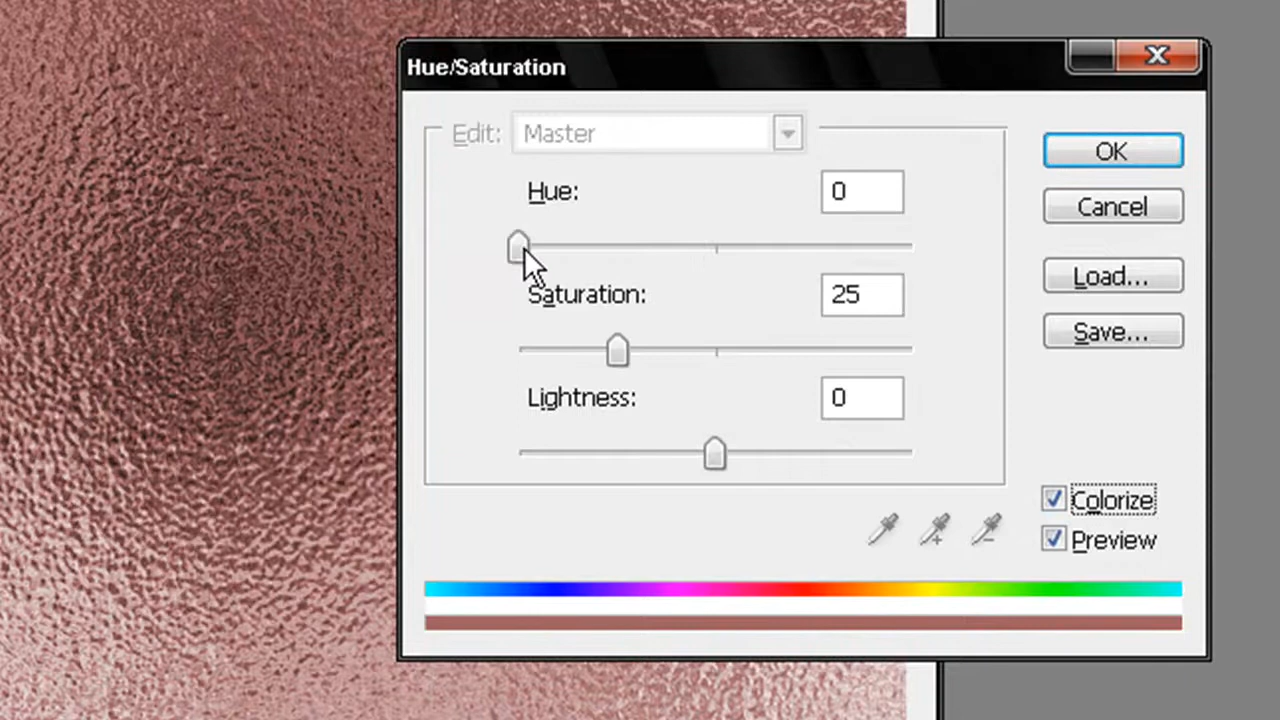 Hue/Saturation
Edit: Master
Hue: 0
Saturation: 25
Lightness: 0
OK
Cancel
Load...
Save...
Colorize
Preview